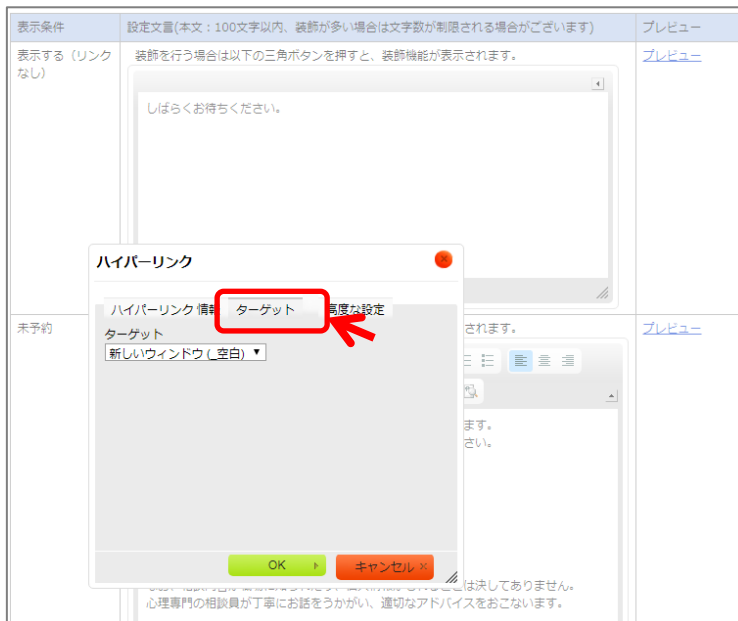 表示条件
設定文言(本文：100文字以内、装飾が多い場合は文字数が制限される場合がございます)
プレビュー
表示する（リンク
なし）
装飾を行う場合は以下の三角ボタンを押すと、装飾機能が表示されます。
プレビュー
しばらくお待ちください。
ハイパーリンク
ハイパーリンク 情報
ターゲット
高度な設定
ターゲット
新しいウィンドウ (_空白)
OK
キャンセル
未予約
されます。
プレビュー
ます。
さい。
は決してありません。
心理専門の相談員が丁寧にお話をうかがい、適切なアドバイスをおこないます。